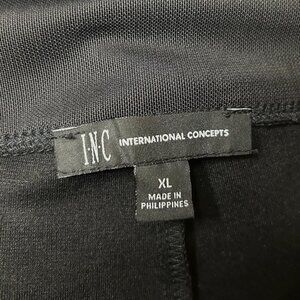 I·N·C INTERNATIONAL CONCEPTS
XL
MADE IN
PHILIPPINES